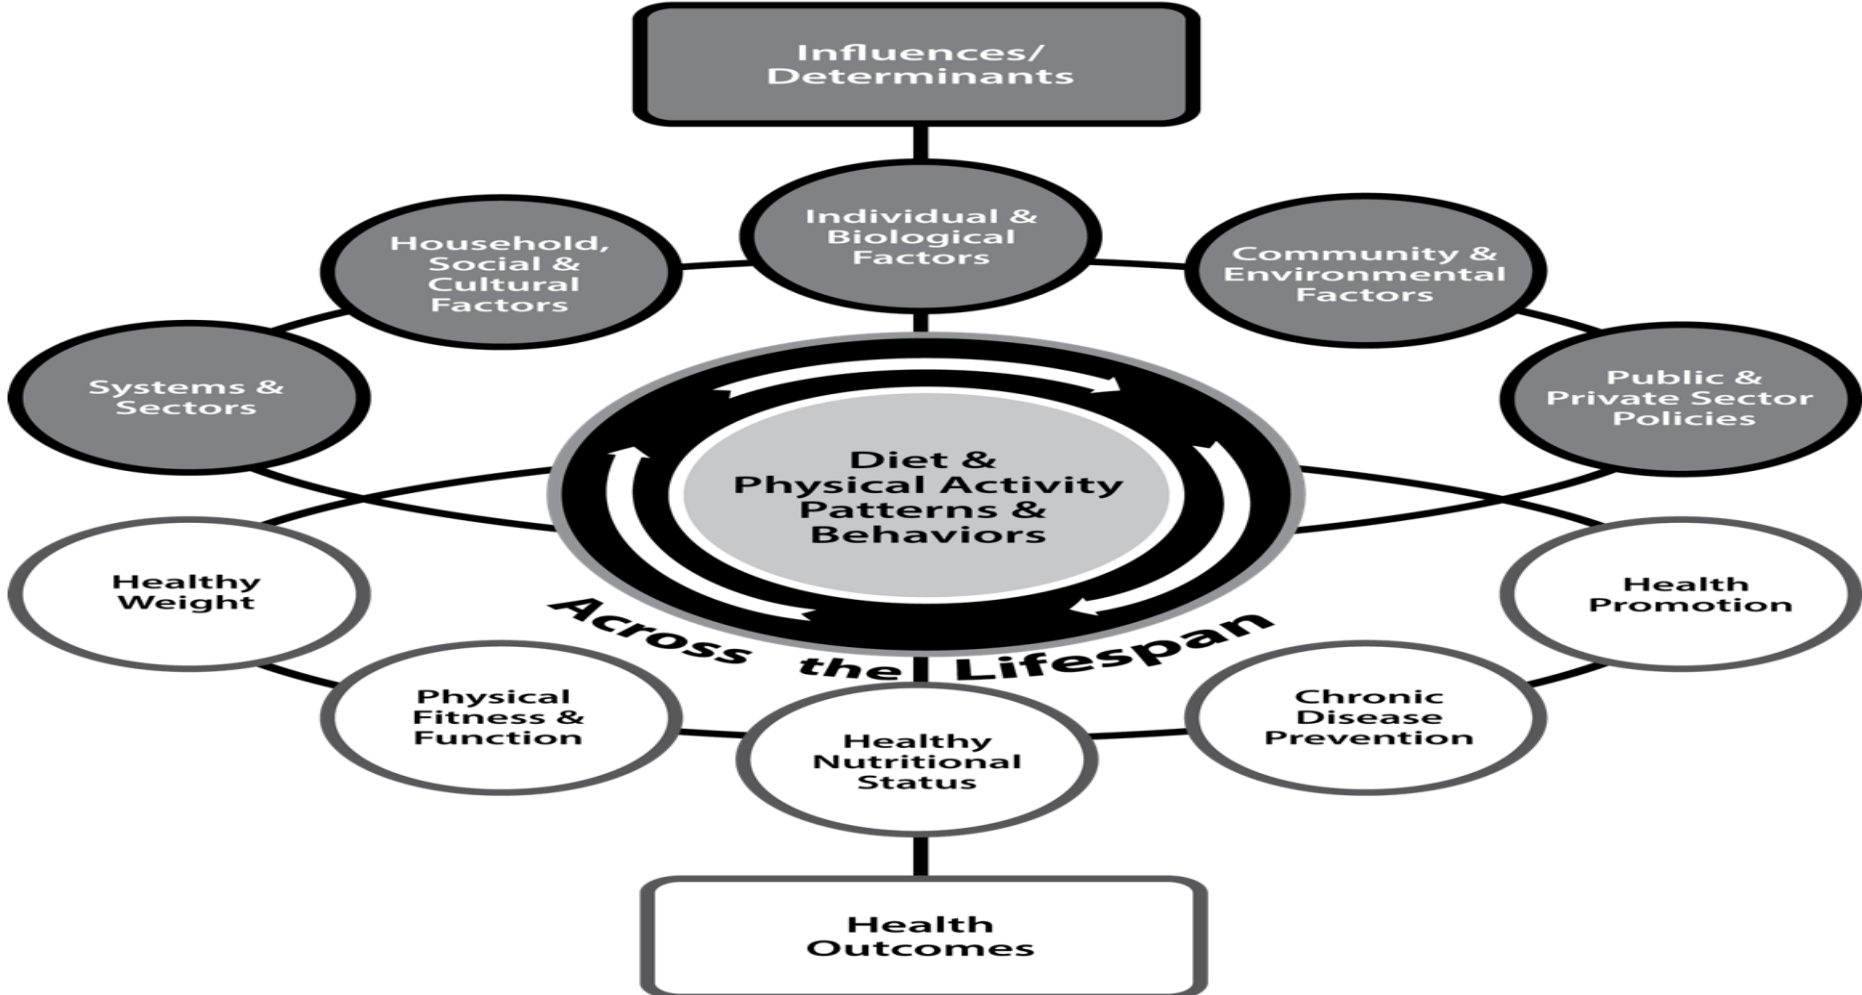 Influences/
Determinants
Individual &
Biological
Factors
Household,
Social &
Cultural
Factors
Community &
Environmental
Factors
Systems &
Sectors
Public &
Private Sector
Policies
Diet &
Physical Activity
Patterns &
Behaviors
Across the Lifespan
Healthy
Weight
Health
Promotion
Physical
Fitness &
Function
Chronic
Disease
Prevention
Healthy
Nutritional
Status
Health
Outcomes